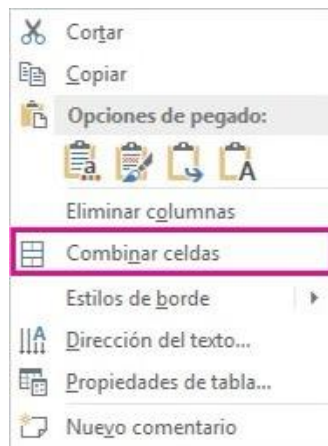 Cortar
Copiar
Opciones de pegado:
a A
Eliminar columnas
Combinar celdas
Estilos de borde
A Dirección del texto...
Propiedades de tabla...
Nuevo comentario